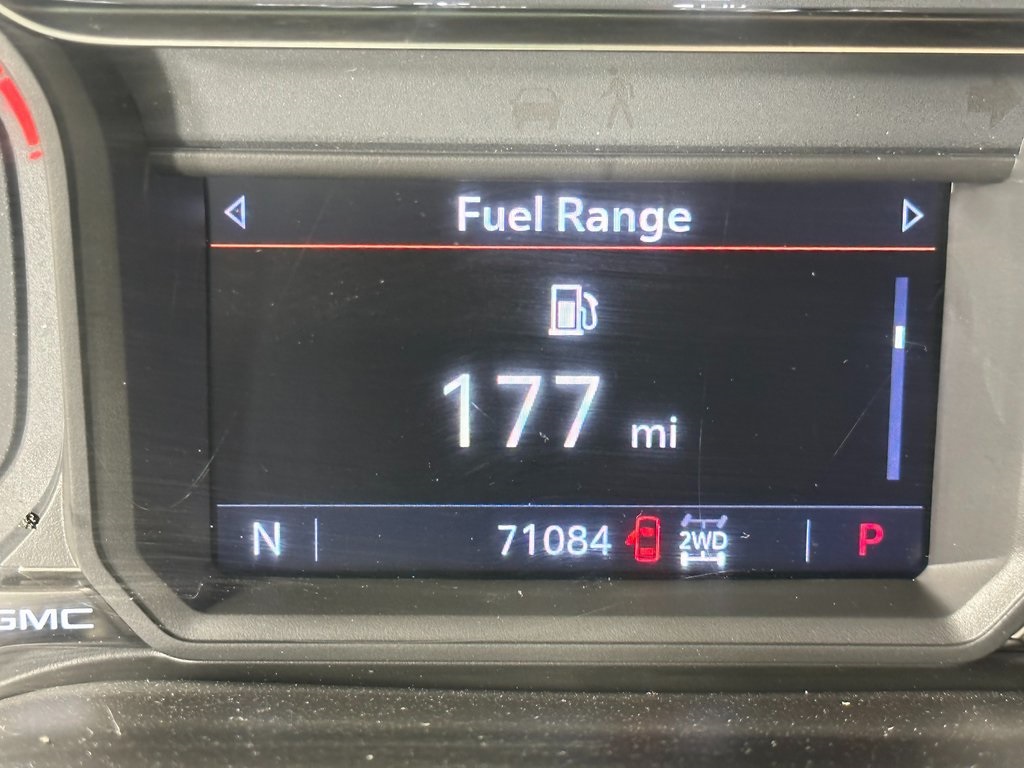 Fuel Range
177 mi
N 71084 2WD P
GMC